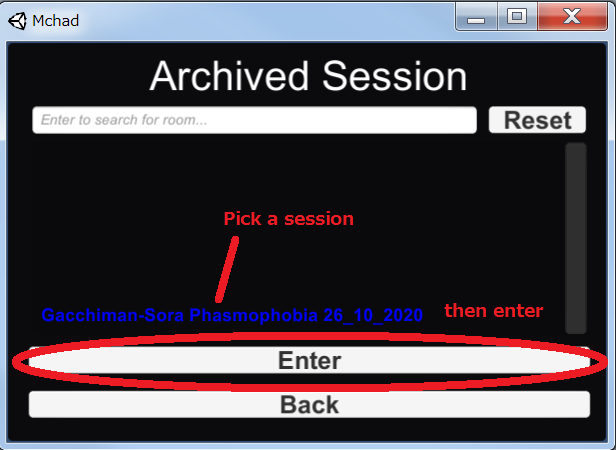 Mchad
Archived Session
Enter to search for room...
Reset
Pick a session
Gacchiman-Sora Phasmophobia 26_10_2020
then enter
Enter
Back